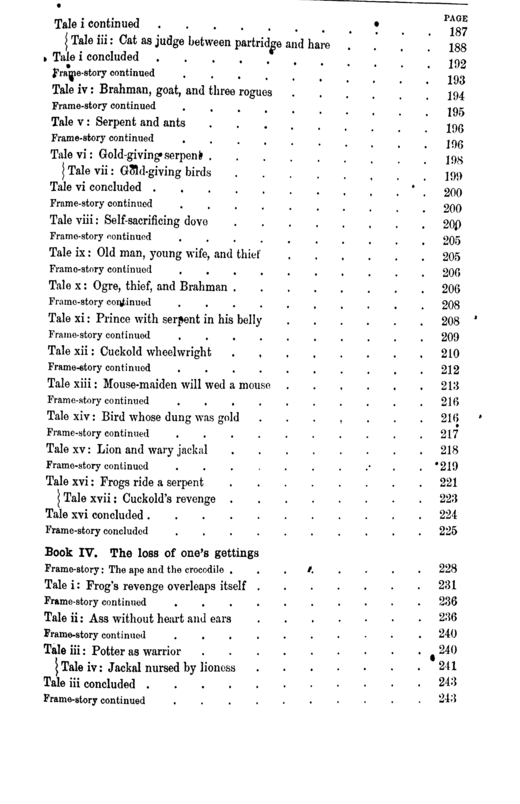 PAGE
Tale i continued . . . . . . 187
{Tale iii: Cat as judge between partridge and hare . . . . 188
Tale i concluded . . . . . . 192
Frame-story continued . . . . . . 193
Tale iv: Brahman, goat, and three rogues . . . . 194
Frame-story continued . . . . . . 195
Tale v: Serpent and ants . . . . . . 196
Frame-story continued . . . . . . 196
Tale vi: Gold-giving serpent . . . . . . 198
{Tale vii: Gold-giving birds . . . . . 199
Tale vi concluded . . . . . . 200
Frame-story continued . . . . . . 200
Tale viii: Self-sacrificing dove . . . . . 200
Frame-story continued . . . . . . 205
Tale ix: Old man, young wife, and thief . . . . 205
Frame-story continued . . . . . . 206
Tale x: Ogre, thief, and Brahman . . . . . 206
Frame-story continued . . . . . . 208
Tale xi: Prince with serpent in his belly . . . . 208
Frame-story continued . . . . . . 209
Tale xii: Cuckold wheelwright . . . . . 210
Frame-story continued . . . . . . 212
Tale xiii: Mouse-maiden will wed a mouse . . . . 213
Frame-story continued . . . . . . 216
Tale xiv: Bird whose dung was gold . . . . 216
Frame-story continued . . . . . . 217
Tale xv: Lion and wary jackal . . . . . 218
Frame-story continued . . . . . . 219
Tale xvi: Frogs ride a serpent . . . . . 221
{Tale xvii: Cuckold's revenge . . . . . 223
Tale xvi concluded . . . . . . 224
Frame-story concluded . . . . . . 225
Book IV. The loss of one's gettings
Frame-story: The ape and the crocodile . . . . . 228
Tale i: Frog's revenge overleaps itself . . . . 231
Frame-story continued . . . . . . 236
Tale ii: Ass without heart and ears . . . . 236
Frame-story continued . . . . . . 240
Tale iii: Potter as warrior . . . . . 240
{Tale iv: Jackal nursed by lioness . . . . 241
Tale iii concluded . . . . . . 243
Frame-story continued . . . . . . 243